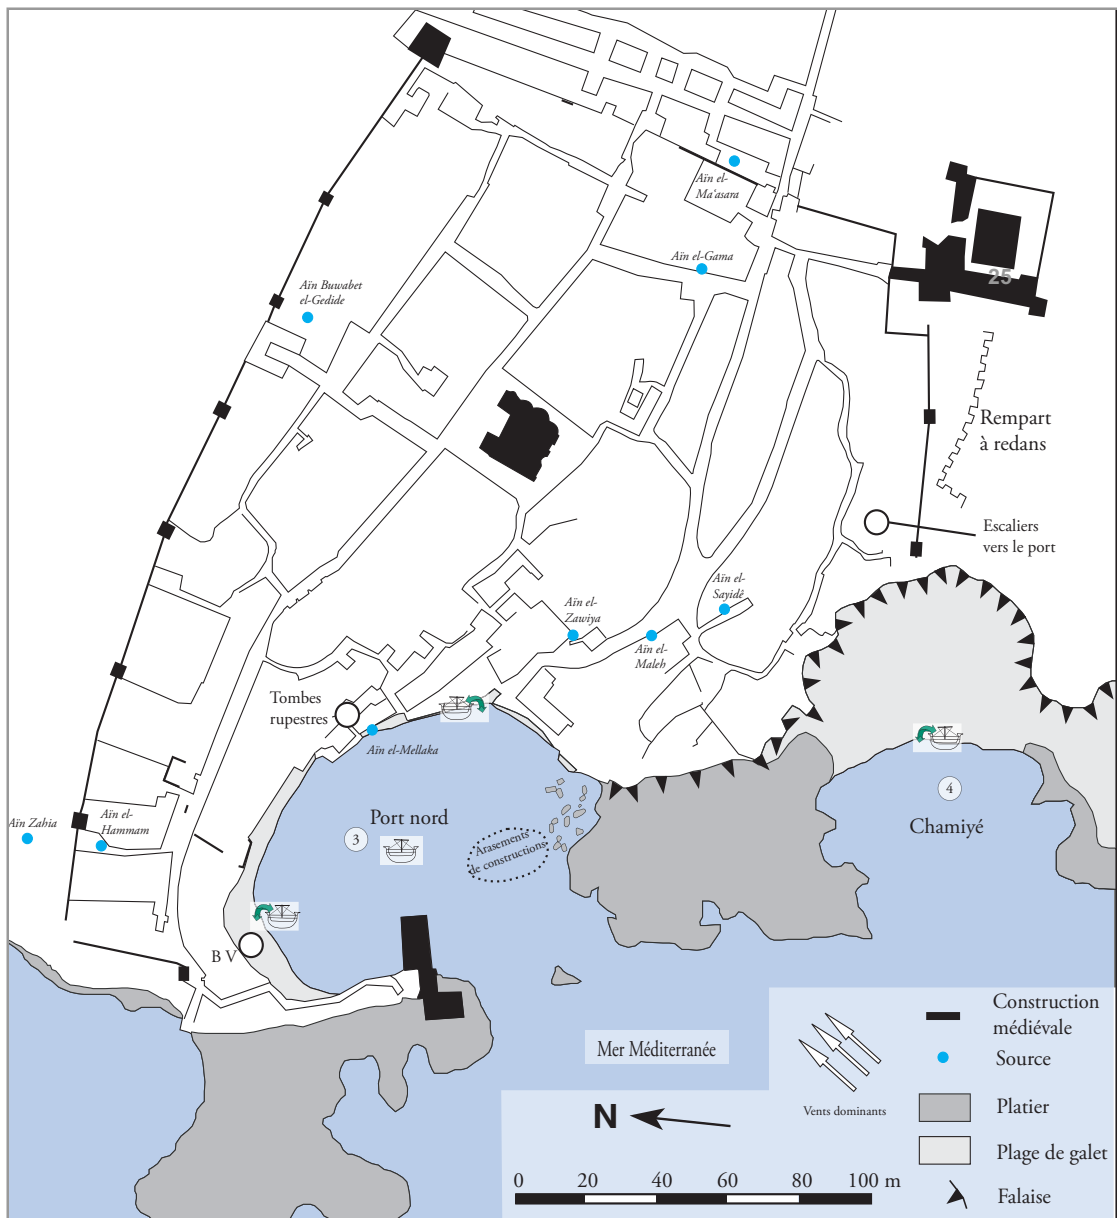 Aïn el-
Ma'asara
Aïn el-Gama
25
Aïn Buwabet
el-Gedide
Rempart
à redans
Escaliers
vers le port
Aïn el-
Sayidè
Aïn el-
Zawiya
Aïn el-
Maleh
Tombes
rupestres
Aïn el-Mellaka
Aïn Zahia
Aïn el-
Hammam
3
Port nord
Arasements
de constructions
4
Chamiyé
B V
Mer Méditerranée
Vents dominants
N
0 20 40 60 80 100 m
Construction
médiévale
Source
Platier
Plage de galet
Falaise